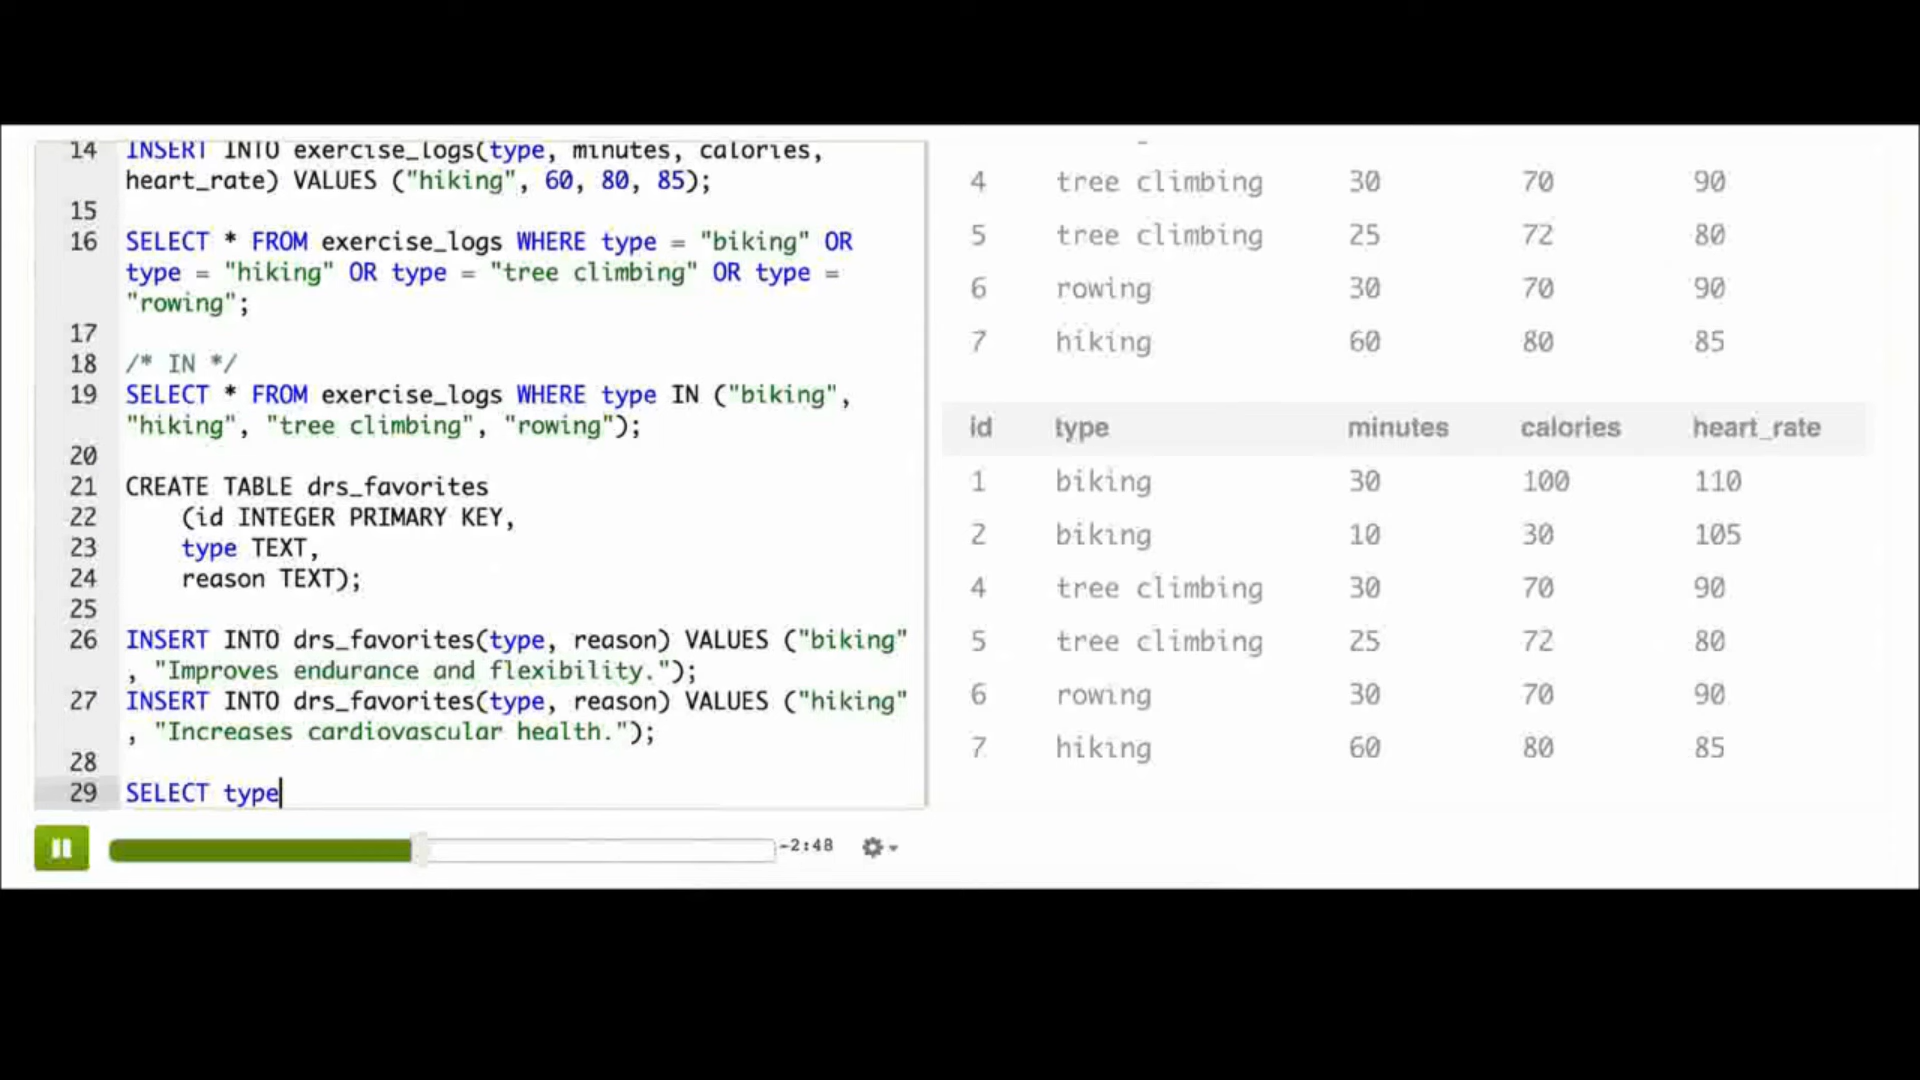 14 INSERT INTO exercise_logs(type, minutes, calories,
heart_rate) VALUES ("hiking", 60, 80, 85);
15
16 SELECT * FROM exercise_logs WHERE type = "biking" OR
type = "hiking" OR type = "tree climbing" OR type =
"rowing";
17
18 /* IN */
19 SELECT * FROM exercise_logs WHERE type IN ("biking",
"hiking", "tree climbing", "rowing");
20
21 CREATE TABLE drs_favorites
22 (id INTEGER PRIMARY KEY,
23 type TEXT,
24 reason TEXT);
25
26 INSERT INTO drs_favorites(type, reason) VALUES ("biking"
, "Improves endurance and flexibility.");
27 INSERT INTO drs_favorites(type, reason) VALUES ("hiking"
, "Increases cardiovascular health.");
28
29 SELECT type
-2:48
4 tree climbing 30 70 90
5 tree climbing 25 72 80
6 rowing 30 70 90
7 hiking 60 80 85
id type minutes calories heart_rate
1 biking 30 100 110
2 biking 10 30 105
4 tree climbing 30 70 90
5 tree climbing 25 72 80
6 rowing 30 70 90
7 hiking 60 80 85